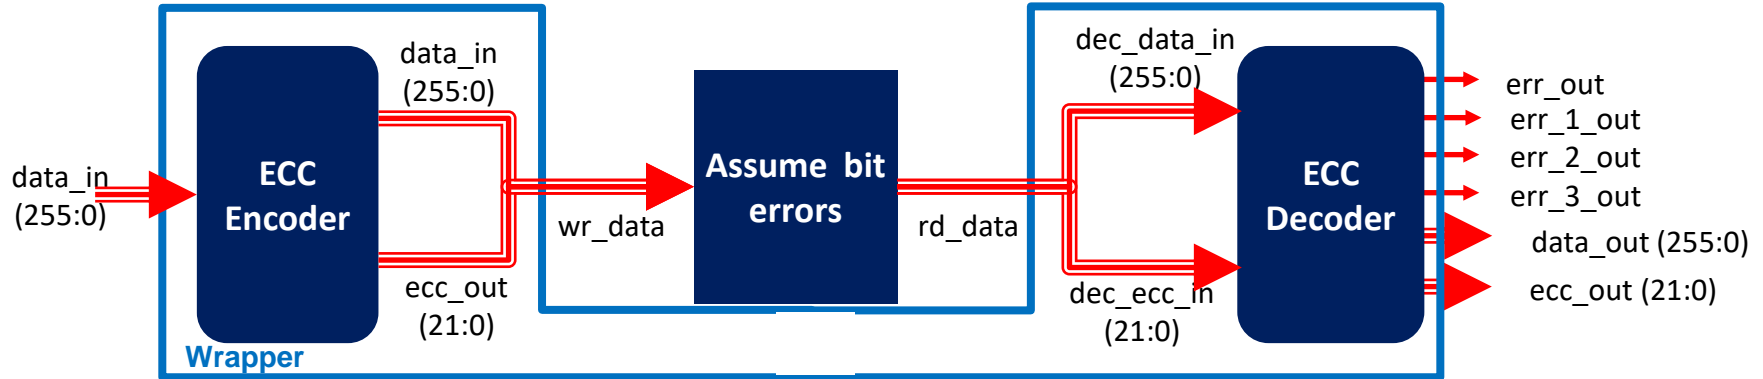 data_in
(255:0)
ECC
Encoder
data_in
(255:0)
ecc_out
(21:0)
Wrapper
wr_data
Assume bit
errors
rd_data
dec_data_in
(255:0)
dec_ecc_in
(21:0)
ECC
Decoder
err_out
err_1_out
err_2_out
err_3_out
data_out (255:0)
ecc_out (21:0)